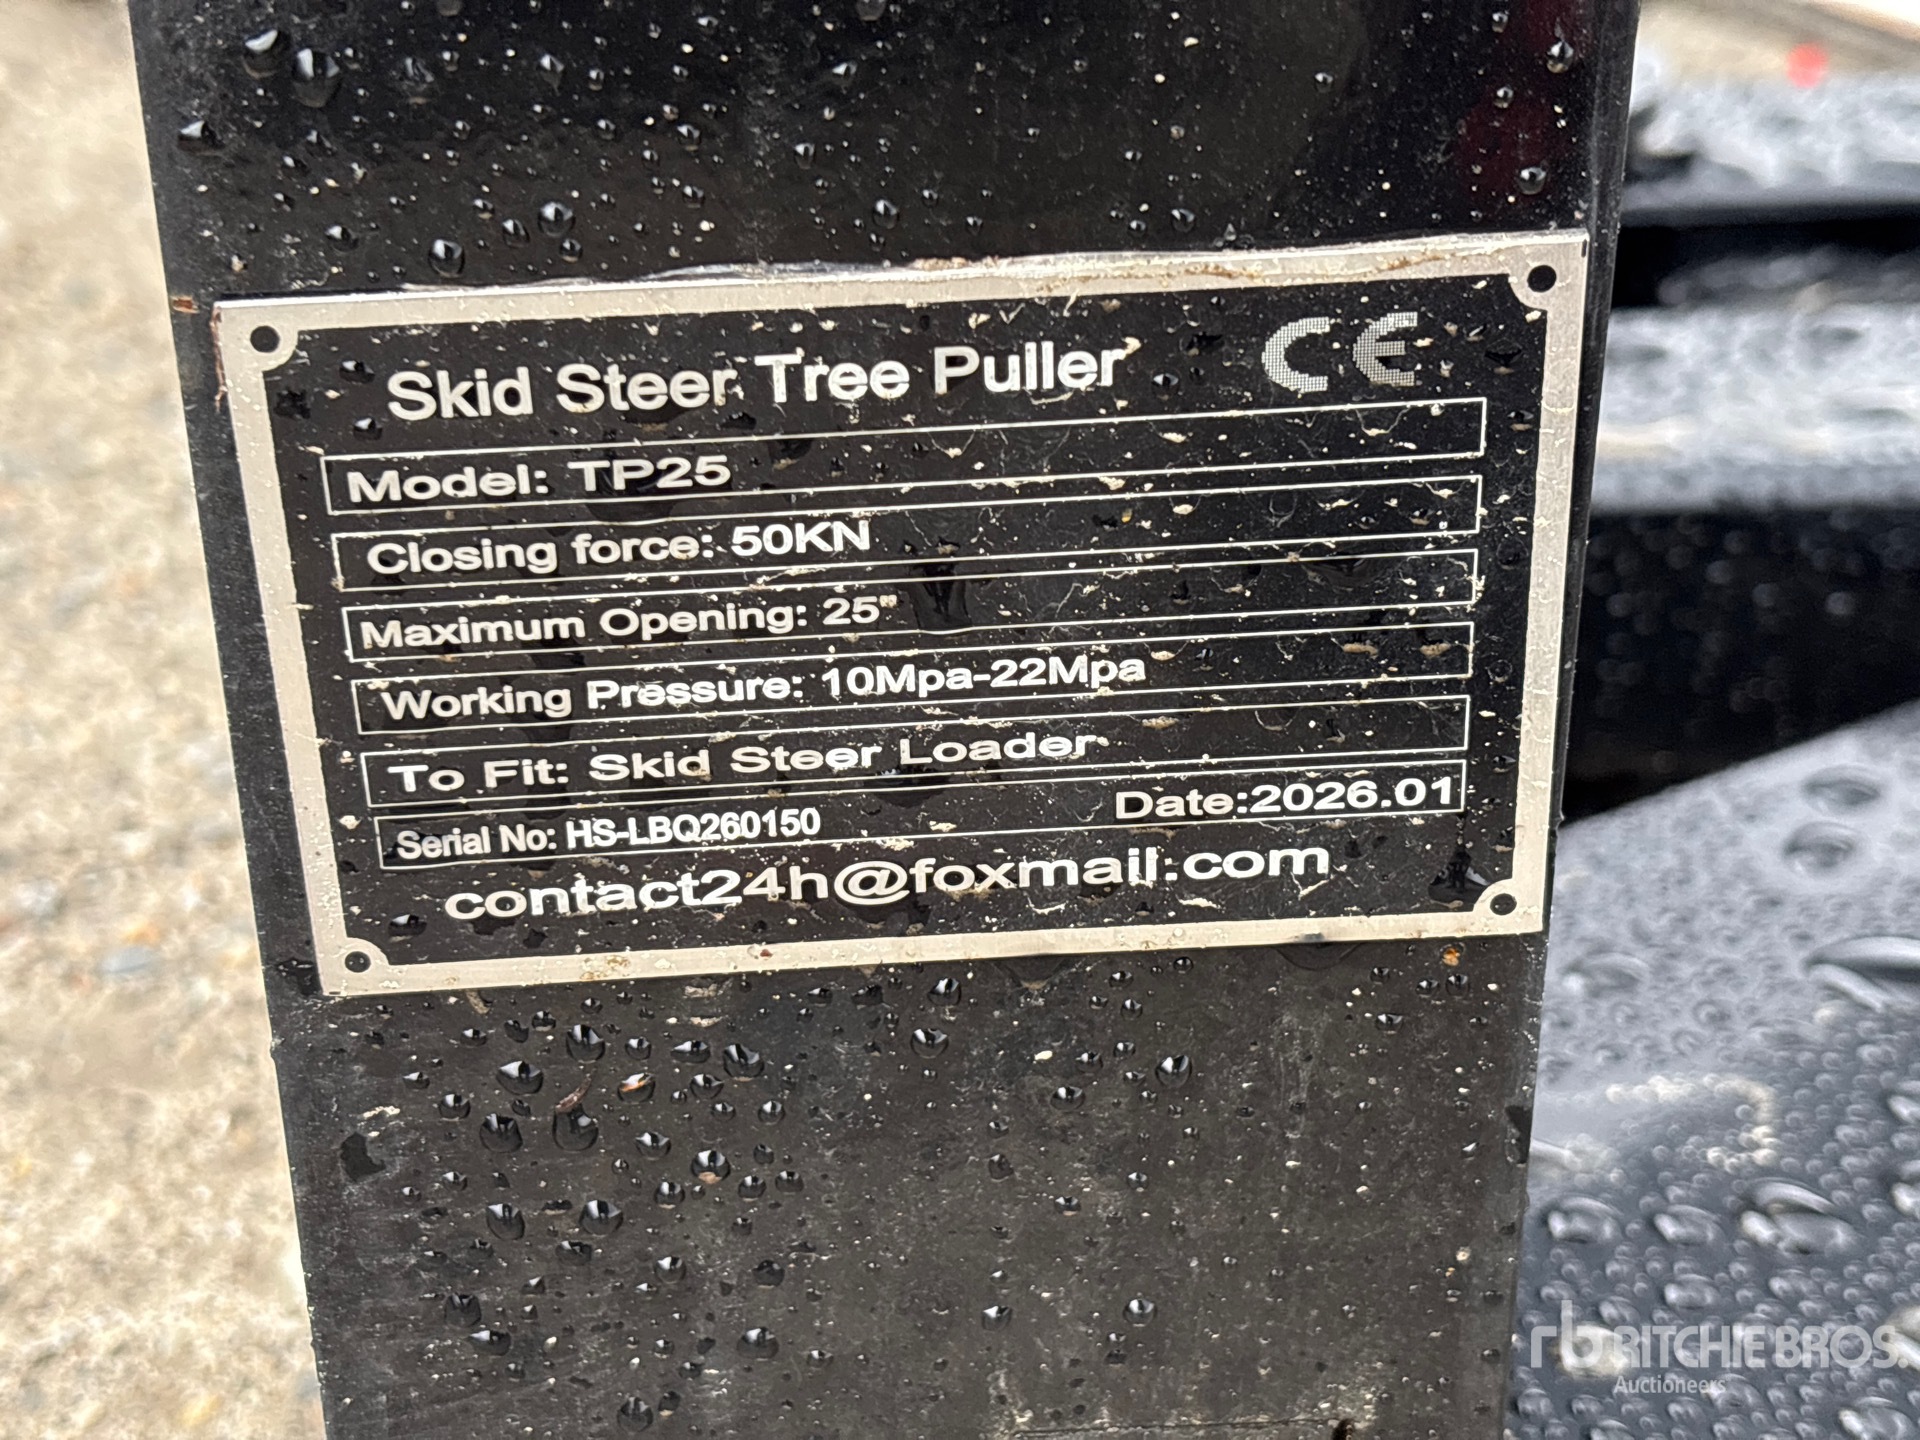 Skid Steer Tree Puller CE
Model: TP25
Closing force: 50KN
Maximum Opening: 25"
Working Pressure: 10Mpa-22Mpa
To Fit: Skid Steer Loader
Serial No: HS-LBQ260150 Date:2026.01
contact24h@foxmail.com
rb RITCHIE BROS.
Auctioneers